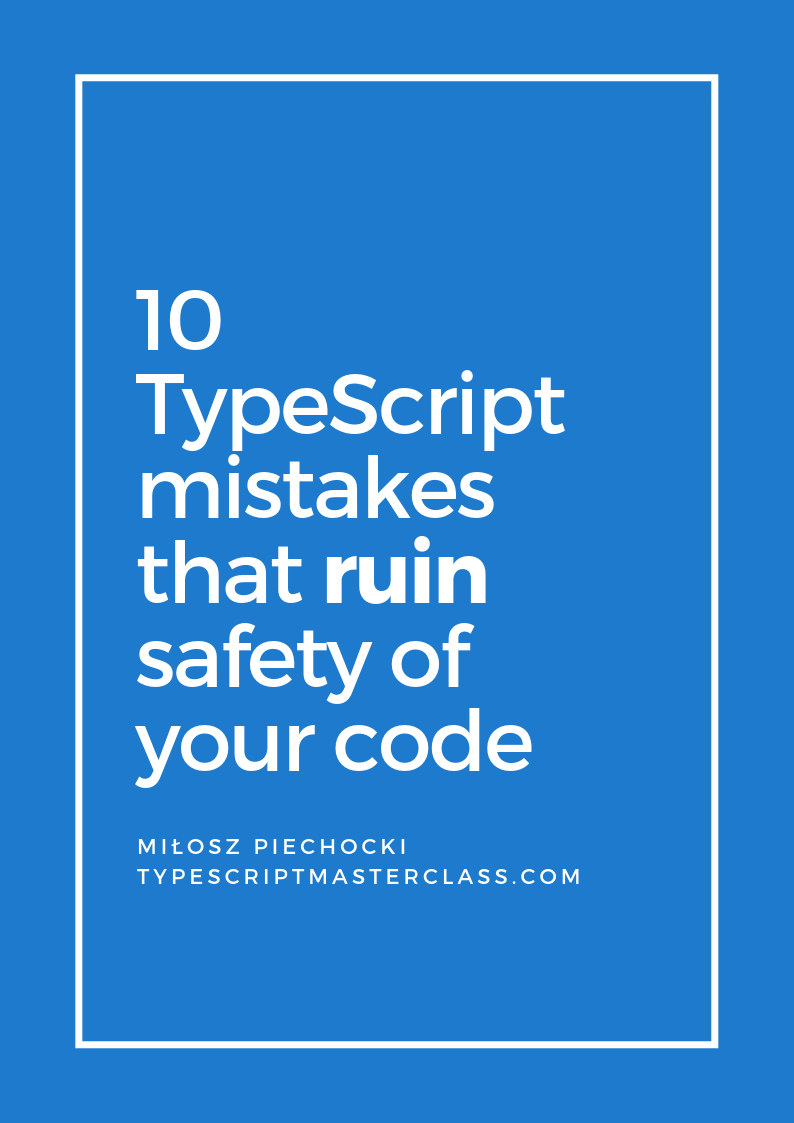 10
TypeScript
mistakes
that ruin
safety of
your code
MIŁOSZ PIECHOCKI
TYPESCRIPTMASTERCLASS.COM